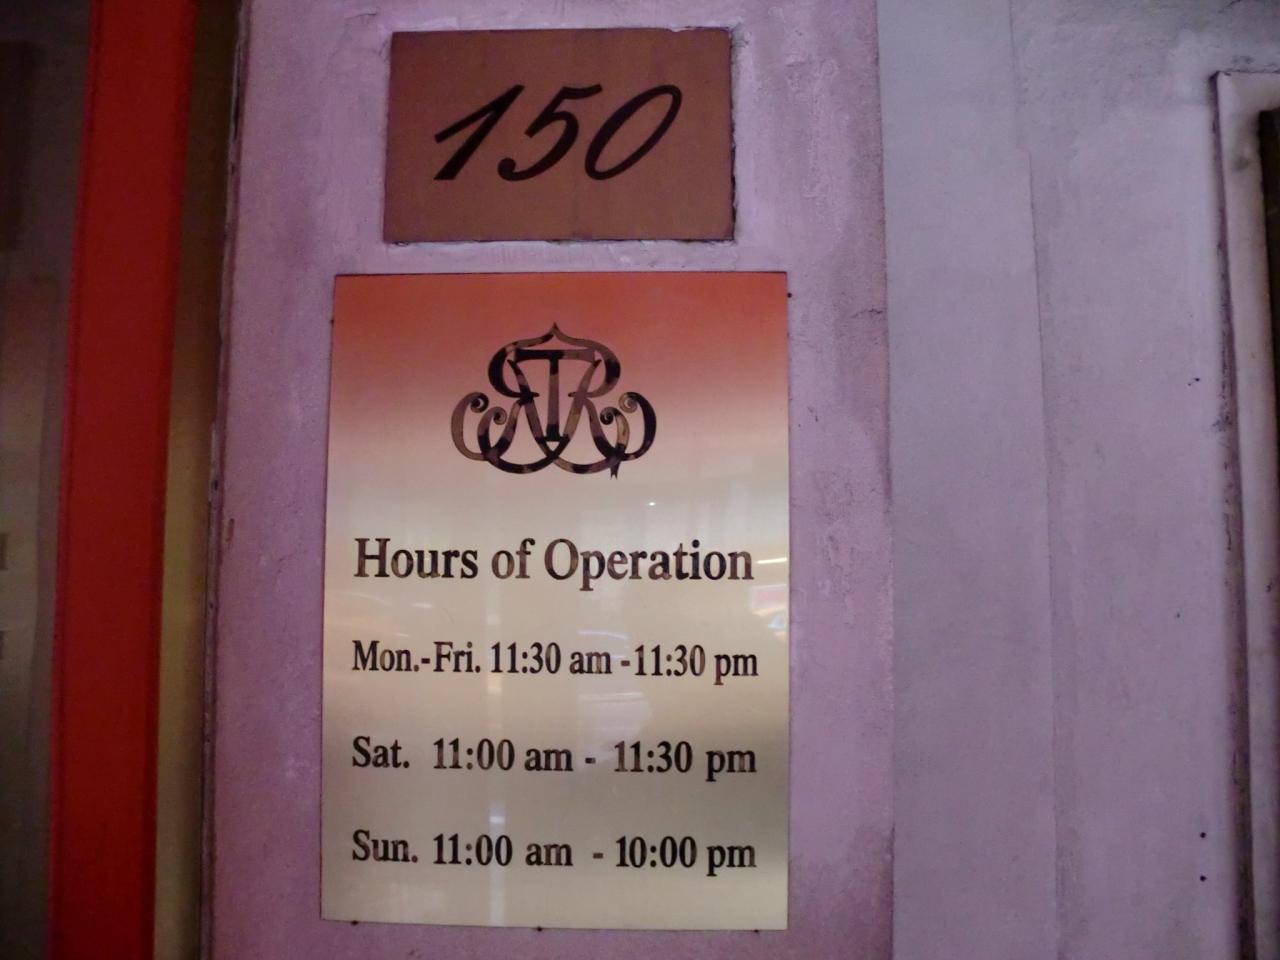 150
RTR
Hours of Operation
Mon.-Fri. 11:30 am - 11:30 pm
Sat. 11:00 am - 11:30 pm
Sun. 11:00 am - 10:00 pm